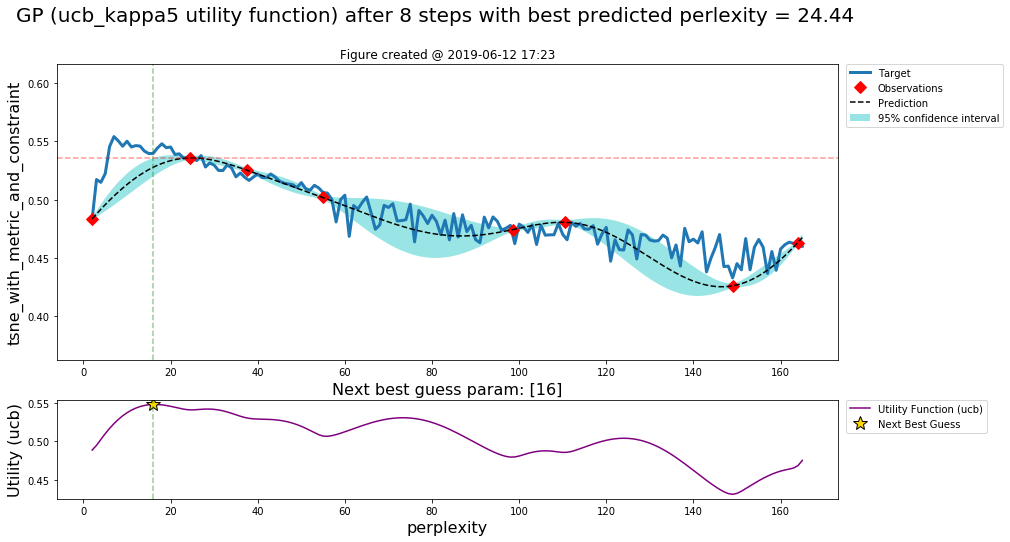 GP (ucb_kappa5 utility function) after 8 steps with best predicted perlexity = 24.44
Figure created @ 2019-06-12 17:23
tsne_with_metric_and_constraint
0.60
0.55
0.50
0.45
0.40
0 20 40 60 80 100 120 140 160
Target
Observations
Prediction
95% confidence interval
Next best guess param: [16]
Utility (ucb)
0.55
0.50
0.45
0 20 40 60 80 100 120 140 160
perplexity
Utility Function (ucb)
Next Best Guess